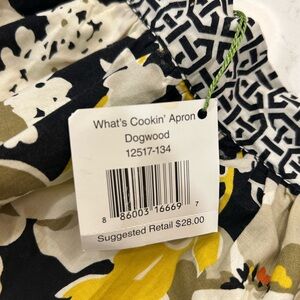 What's Cookin' Apron
Dogwood
12517-134
8 86003 16669 7
Suggested Retail $28.00